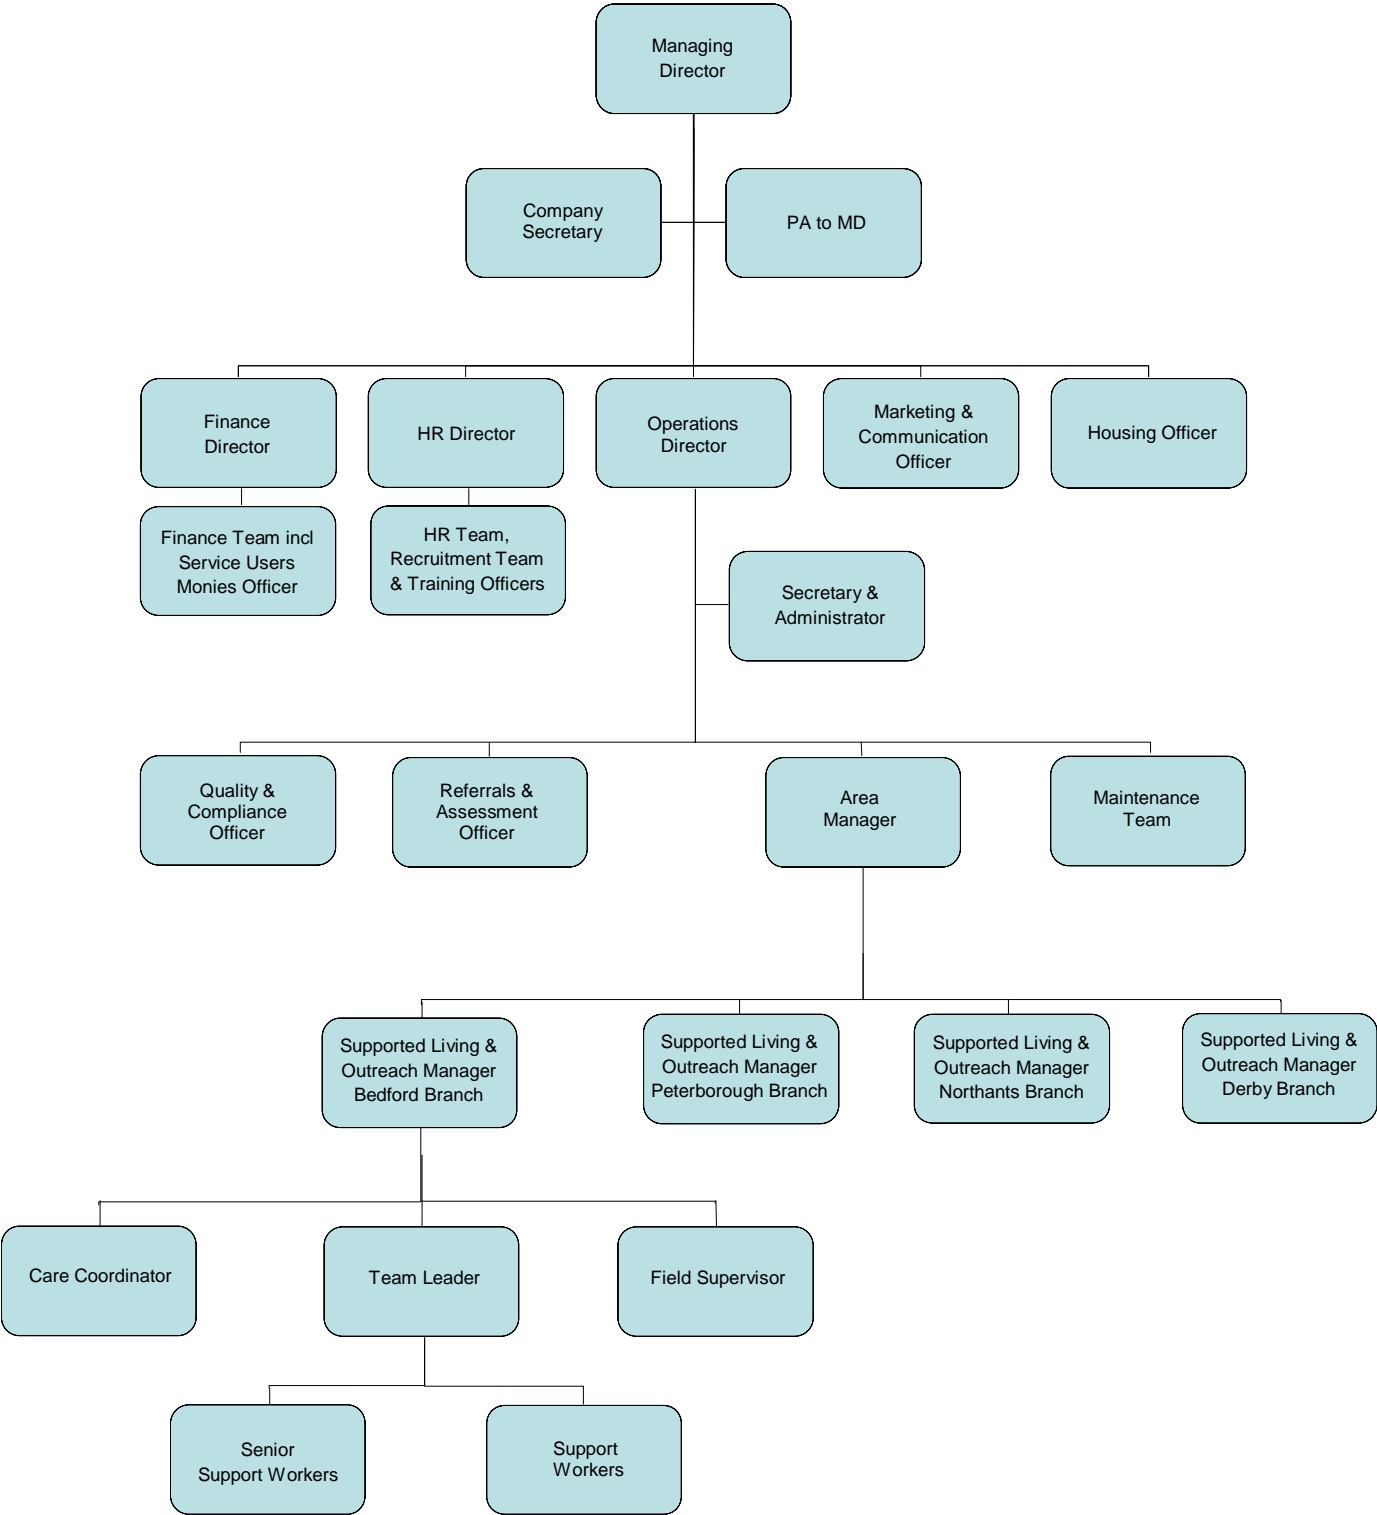 Managing
Director
Company
Secretary
PA to MD
Finance
Director
HR Director
Operations
Director
Marketing &
Communication
Officer
Housing Officer
Finance Team incl
Service Users
Monies Officer
HR Team,
Recruitment Team
& Training Officers
Secretary &
Administrator
Quality &
Compliance
Officer
Referrals &
Assessment
Officer
Area
Manager
Maintenance
Team
Supported Living &
Outreach Manager
Bedford Branch
Supported Living &
Outreach Manager
Peterborough Branch
Supported Living &
Outreach Manager
Northants Branch
Supported Living &
Outreach Manager
Derby Branch
Care Coordinator
Team Leader
Field Supervisor
Senior
Support Workers
Support
Workers